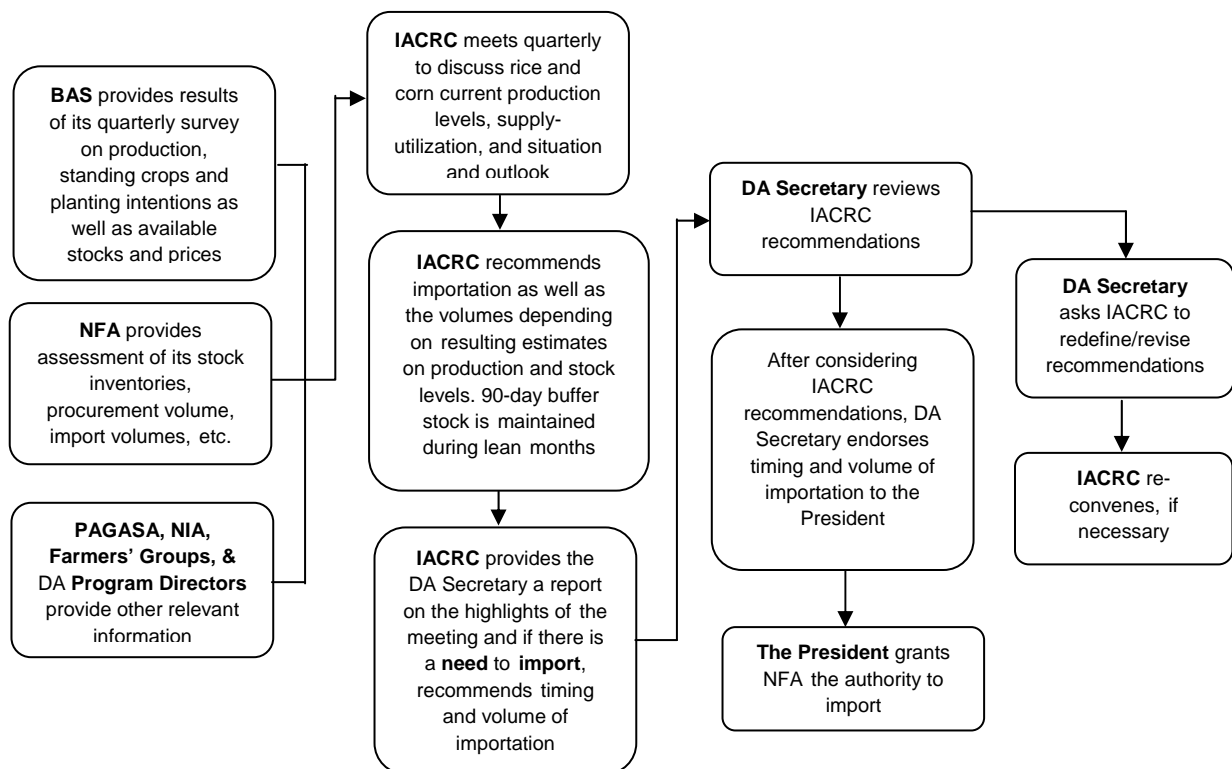 BAS provides results
of its quarterly survey
on production,
standing crops and
planting intentions as
well as available
stocks and prices
NFA provides
assessment of its stock
inventories,
procurement volume,
import volumes, etc.
PAGASA, NIA,
Farmers' Groups, &
DA Program Directors
provide other relevant
information
IACRC meets quarterly
to discuss rice and
corn current production
levels, supply-
utilization, and situation
and outlook
IACRC recommends
importation as well as
the volumes depending
on resulting estimates
on production and stock
levels. 90-day buffer
stock is maintained
during lean months
IACRC provides the
DA Secretary a report
on the highlights of the
meeting and if there is
a need to import,
recommends timing
and volume of
importation
DA Secretary reviews
IACRC
recommendations
After considering
IACRC
recommendations, DA
Secretary endorses
timing and volume of
importation to the
President
The President grants
NFA the authority to
import
DA Secretary
asks IACRC to
redefine/revise
recommendations
IACRC re-
convenes, if
necessary